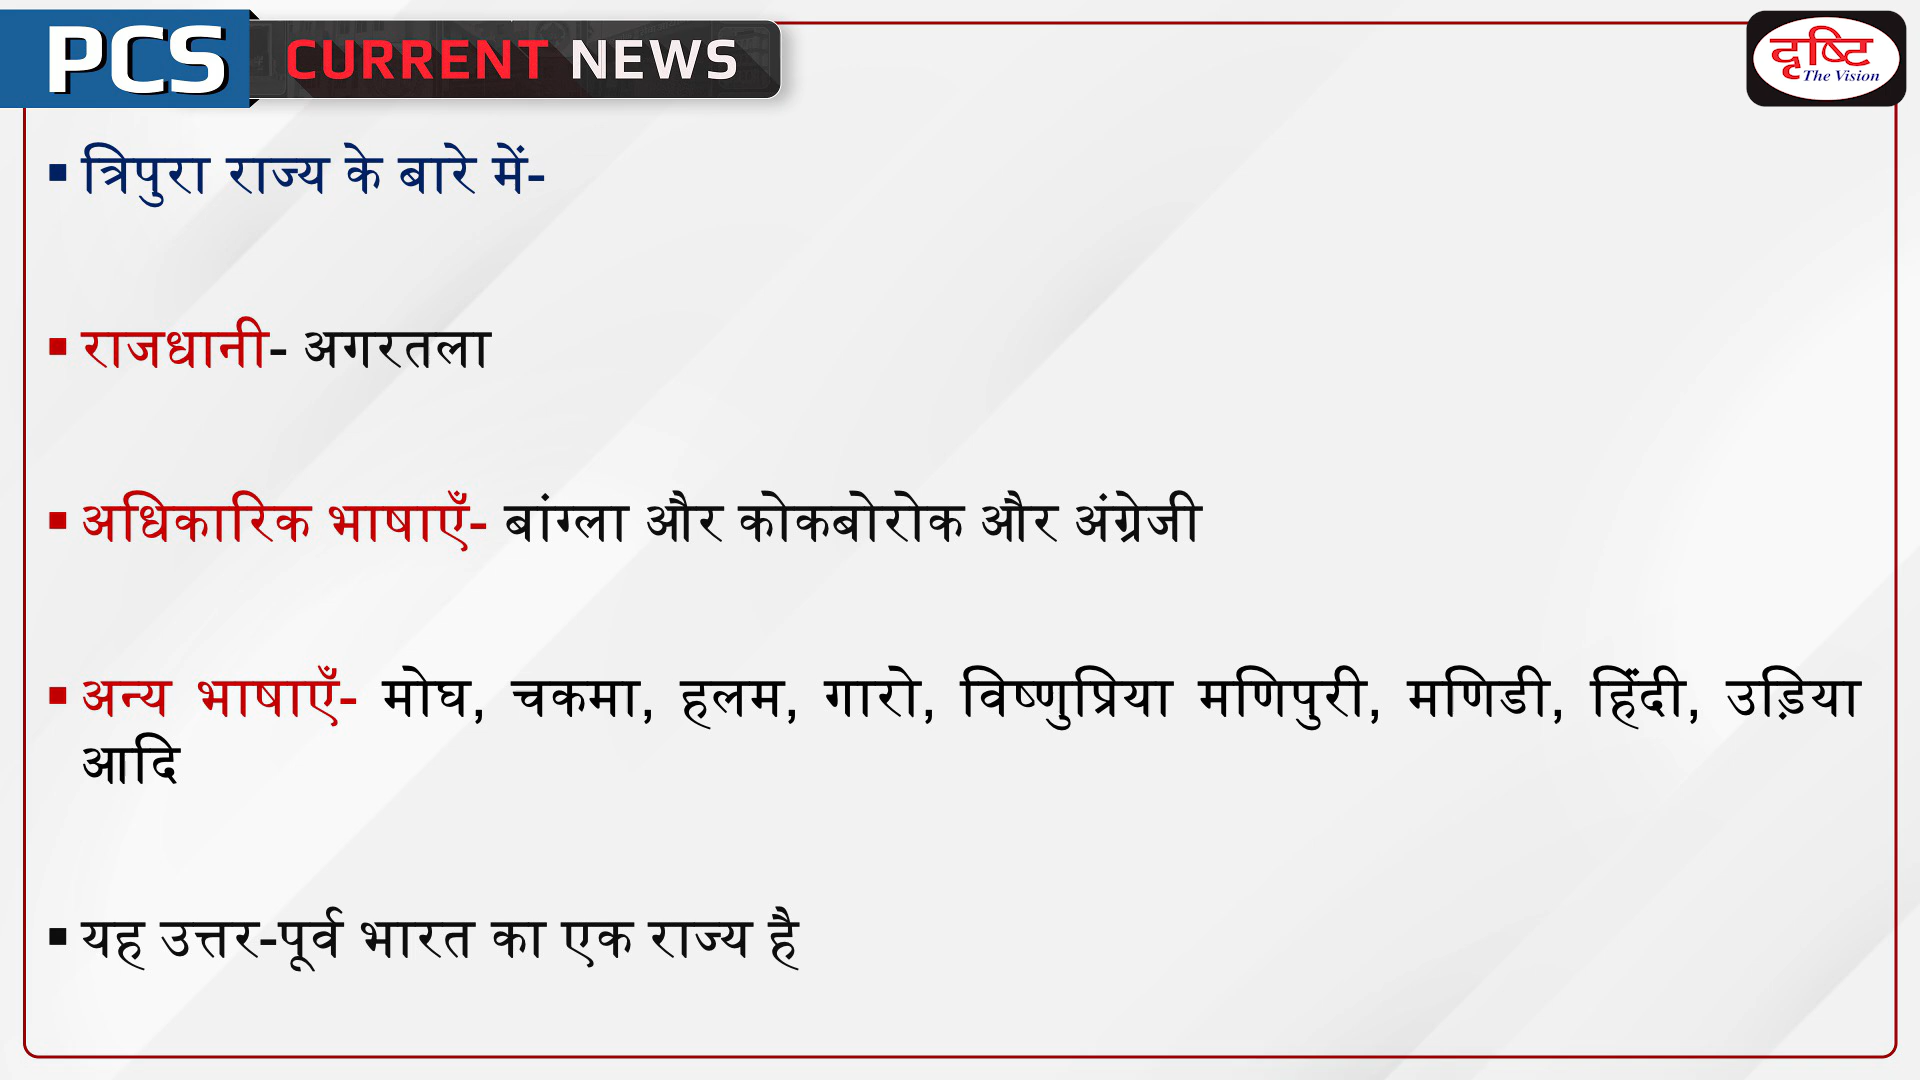 PCS CURRENT NEWS
दृष्टि
The Vision
▪ त्रिपुरा राज्य के बारे में-
▪ राजधानी- अगरतला
▪ अधिकारिक भाषाएँ- बांग्ला और कोकबोरोक और अंग्रेजी
▪ अन्य भाषाएँ- मोघ, चकमा, हलम, गारो, विष्णुप्रिया मणिपुरी, मणिडी, हिंदी, उड़िया
आदि
▪ यह उत्तर-पूर्व भारत का एक राज्य है